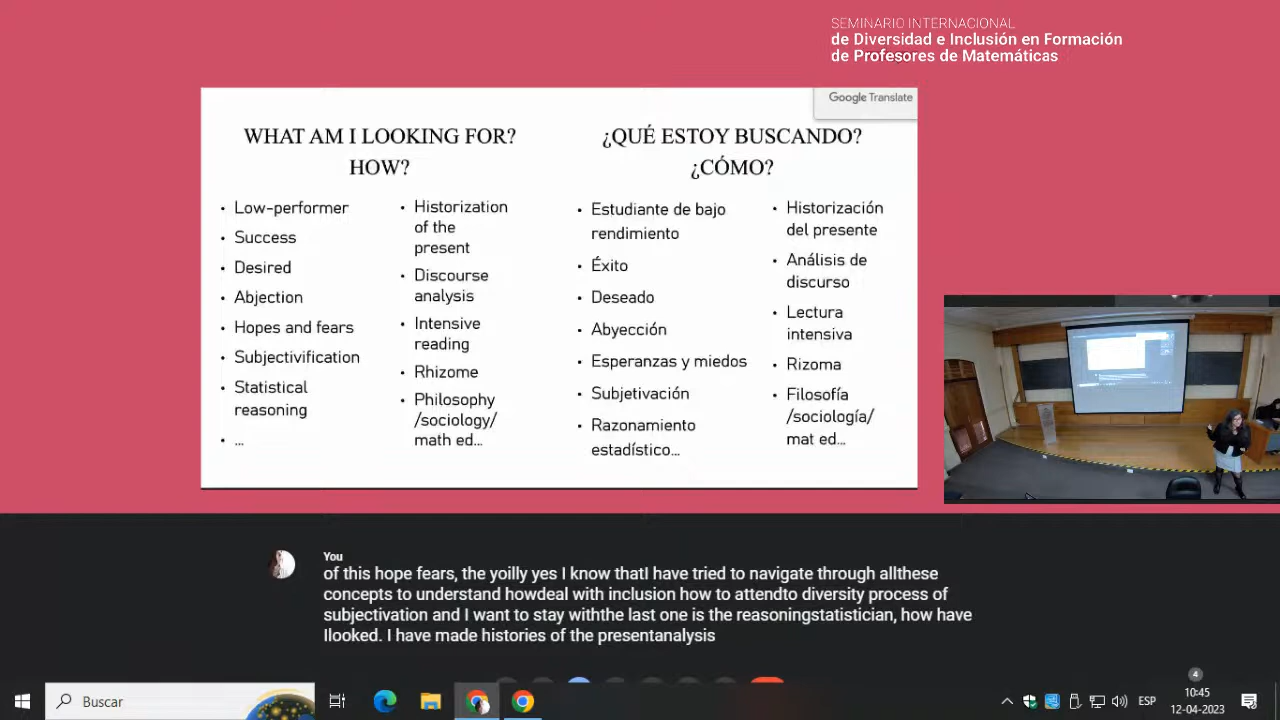 SEMINARIO INTERNACIONAL
de Diversidad e Inclusión en Formación
de Profesores de Matemáticas
Google Translate
WHAT AM I LOOKING FOR?
HOW?
• Low-performer
• Success
• Desired
• Abjection
• Hopes and fears
• Subjectivification
• Statistical
reasoning
• ...
• Historization
of the
present
• Discourse
analysis
• Intensive
reading
• Rhizome
• Philosophy
/sociology/
math ed...
¿QUÉ ESTOY BUSCANDO?
¿CÓMO?
• Estudiante de bajo
rendimiento
• Éxito
• Deseado
• Abyección
• Esperanzas y miedos
• Subjetivación
• Razonamiento
estadístico...
• Historización
del presente
• Análisis de
discurso
• Lectura
intensiva
• Rizoma
• Filosofía
/sociología/
mat ed...
You
of this hope fears, the yoilly yes I know thatI have tried to navigate through allthese
concepts to understand howdeal with inclusion how to attendto diversity process of
subjectivation and I want to stay withthe last one is the reasoningstatistician, how have
Ilooked. I have made histories of the presentanalysis
Buscar
4
ESP
10:45
12-04-2023